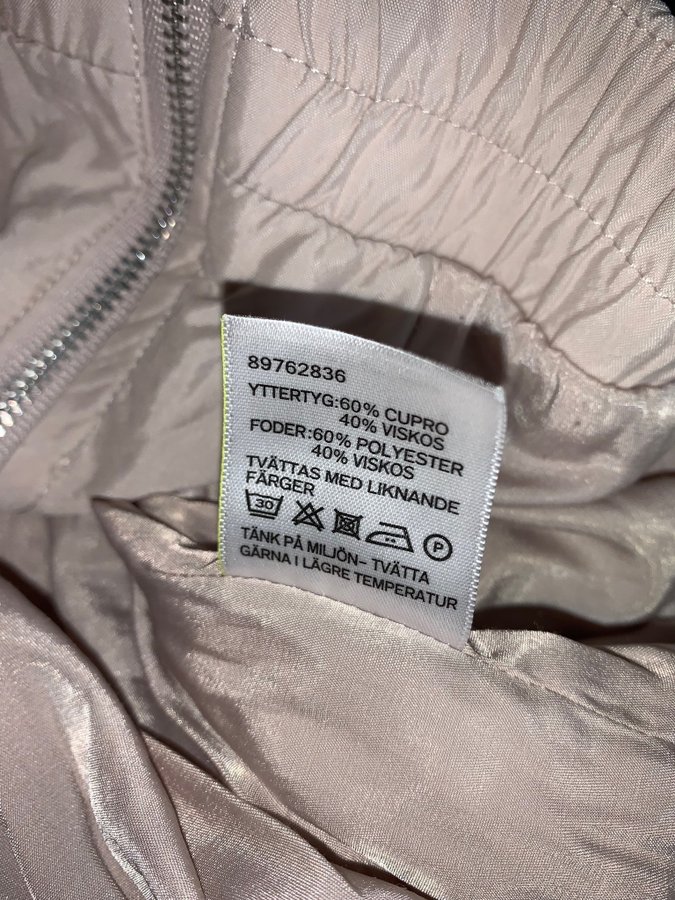 89762836
YTTERTYG:60% CUPRO
40% VISKOS
FODER:60% POLYESTER
40% VISKOS
TVÄTTAS MED LIKNANDE
FÄRGER
30 P
TÄNK PÅ MILJÖN- TVÄTTA
GÄRNA I LÄGRE TEMPERATUR